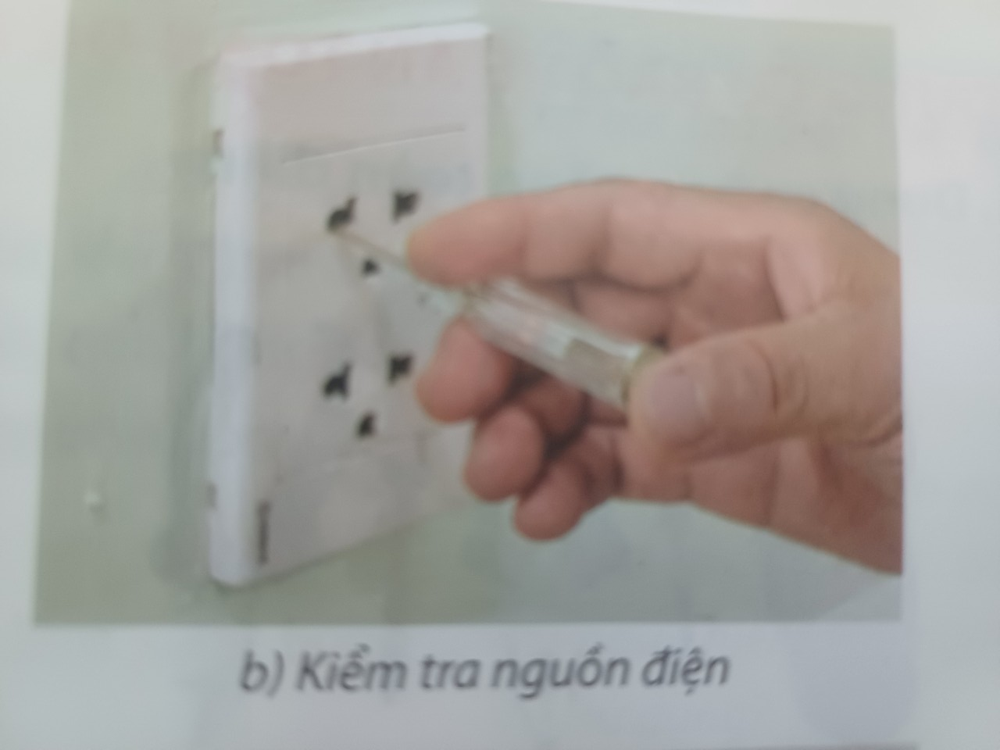 b) Kiểm tra nguồn điện